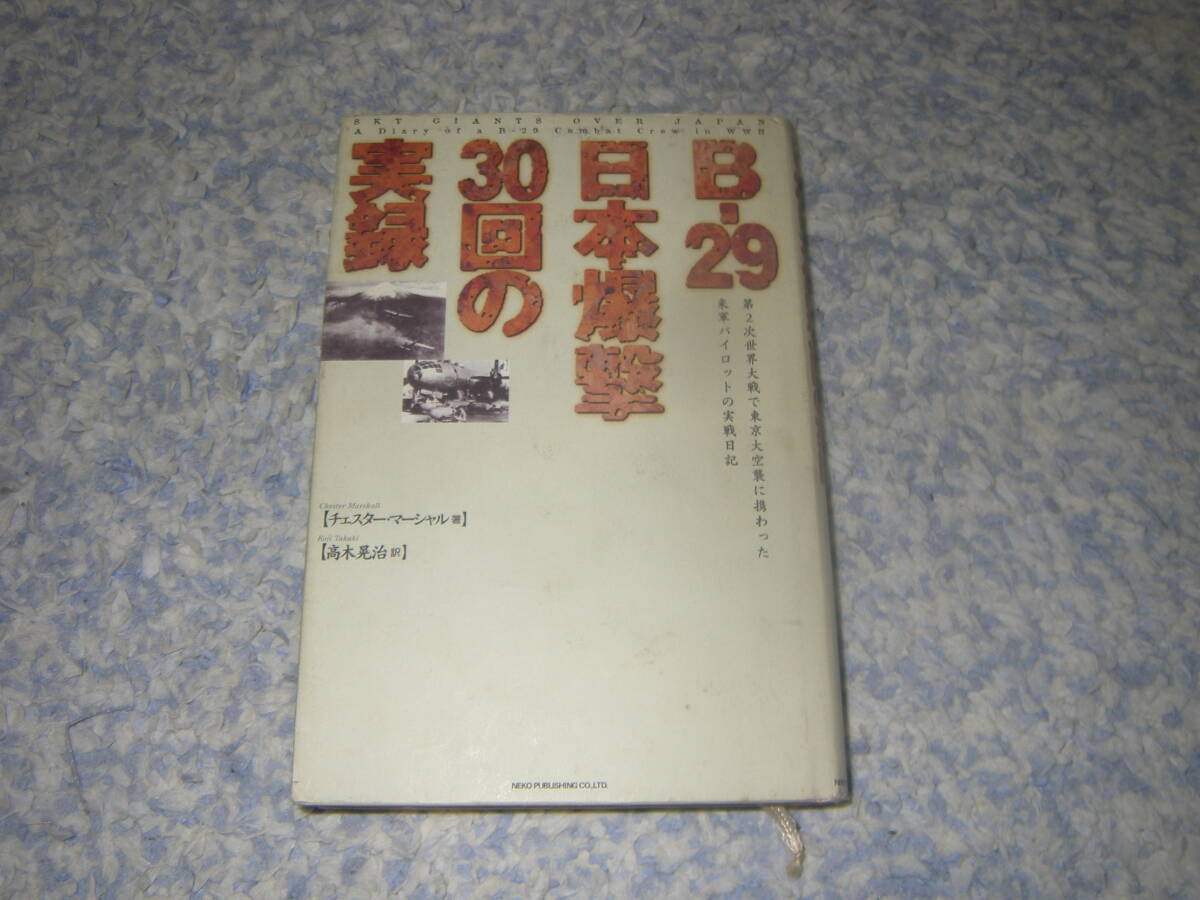 SKY GIANTS OVER JAPAN
A Diary of a B-29 Combat Crew in WWII
B-29
日本爆撃
30回の
実録
第2次世界大戦で東京大空襲に携わった
米軍パイロットの実戦日記
Chester Marshall
【チェスター・マーシャル 著】
Koji Takaki
【高木晃治 訳】
NEKO PUBLISHING CO.,LTD.